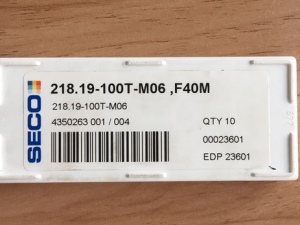 SECO
218.19-100T-M06 ,F40M
218.19-100T-M06
4350263 001 / 004
QTY 10
00023601
EDP 23601